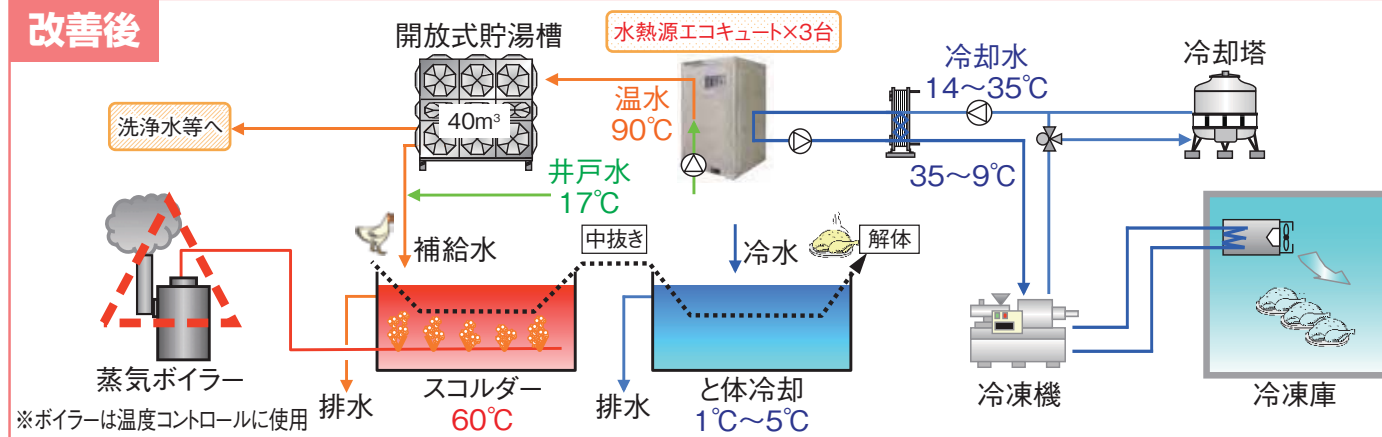 改善後
開放式貯湯槽
水熱源エコキュート×3台
冷却水
14～35℃
冷却塔
洗浄水等へ
40m³
温水
90℃
35～9℃
井戸水
17℃
補給水
中抜き
冷水
解体
蒸気ボイラー
※ボイラーは温度コントロールに使用
排水
スコルダー
60℃
排水
と体冷却
1℃～5℃
冷凍機
冷凍庫